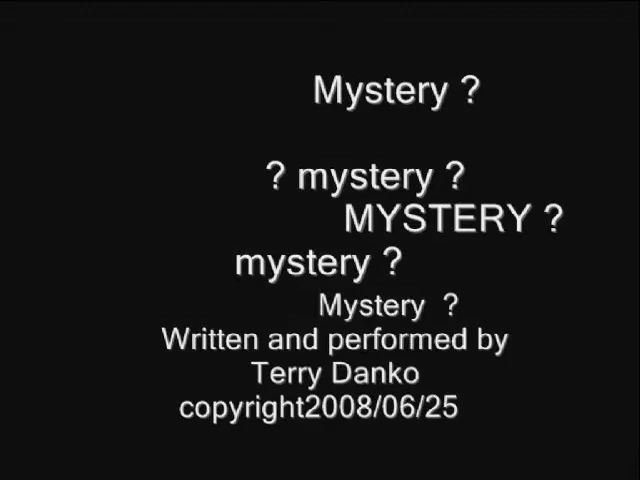 Mystery ?
? mystery ?
MYSTERY ?
mystery ?
Mystery ?
Written and performed by
Terry Danko
copyright2008/06/25